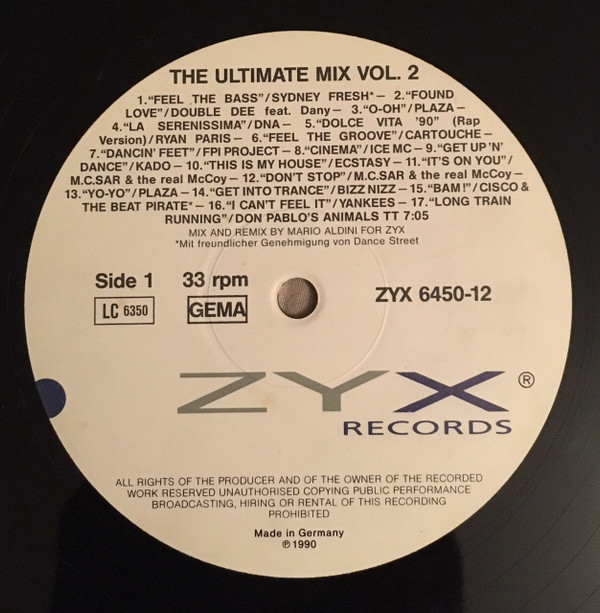 THE ULTIMATE MIX VOL. 2
1. "FEEL THE BASS"/SYDNEY FRESH* – 2. "FOUND
LOVE"/DOUBLE DEE feat. Dany – 3. "O-OH"/PLAZA –
4. "LA SERENISSIMA"/DNA – 5. "DOLCE VITA '90" (Rap
Version)/RYAN PARIS – 6. "FEEL THE GROOVE"/CARTOUCHE –
7. "DANCIN' FEET"/FPI PROJECT – 8. "CINEMA"/ICE MC – 9. "GET UP 'N'
DANCE"/KADO – 10. "THIS IS MY HOUSE"/ECSTASY – 11. "IT'S ON YOU"/
M.C.SAR & the real McCoy – 12. "DON'T STOP"/M.C.SAR & the real McCoy –
13. "YO-YO"/PLAZA – 14. "GET INTO TRANCE"/BIZZ NIZZ – 15. "BAM!"/CISCO &
THE BEAT PIRATE* – 16. "I CAN'T FEEL IT"/YANKEES – 17. "LONG TRAIN
RUNNING"/DON PABLO'S ANIMALS TT 7:05
MIX AND REMIX BY MARIO ALDINI FOR ZYX
*Mit freundlicher Genehmigung von Dance Street
Side 1 33 rpm
LC 6350 GEMA ZYX 6450-12
ZYX ®
RECORDS
ALL RIGHTS OF THE PRODUCER AND OF THE OWNER OF THE RECORDED
WORK RESERVED UNAUTHORISED COPYING PUBLIC PERFORMANCE
BROADCASTING, HIRING OR RENTAL OF THIS RECORDING
PROHIBITED
Made in Germany
℗ 1990